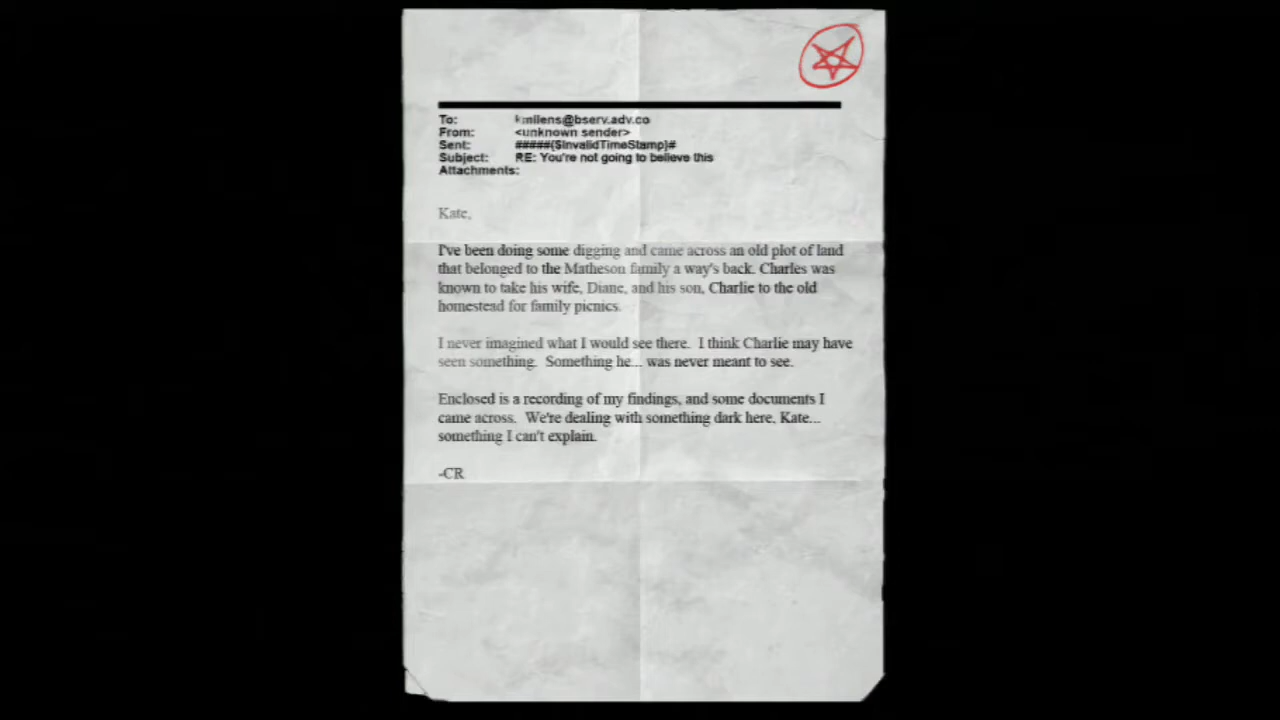 To: kmilens@bserv.adv.co
From: <unknown sender>
Sent: #####{$InvalidTimeStamp}#
Subject: RE: You're not going to believe this
Attachments:
Kate,
I've been doing some digging and came across an old plot of land
that belonged to the Matheson family a way's back. Charles was
known to take his wife, Diane, and his son, Charlie to the old
homestead for family picnics.
I never imagined what I would see there. I think Charlie may have
seen something. Something he... was never meant to see.
Enclosed is a recording of my findings, and some documents I
came across. We're dealing with something dark here, Kate...
something I can't explain.
-CR